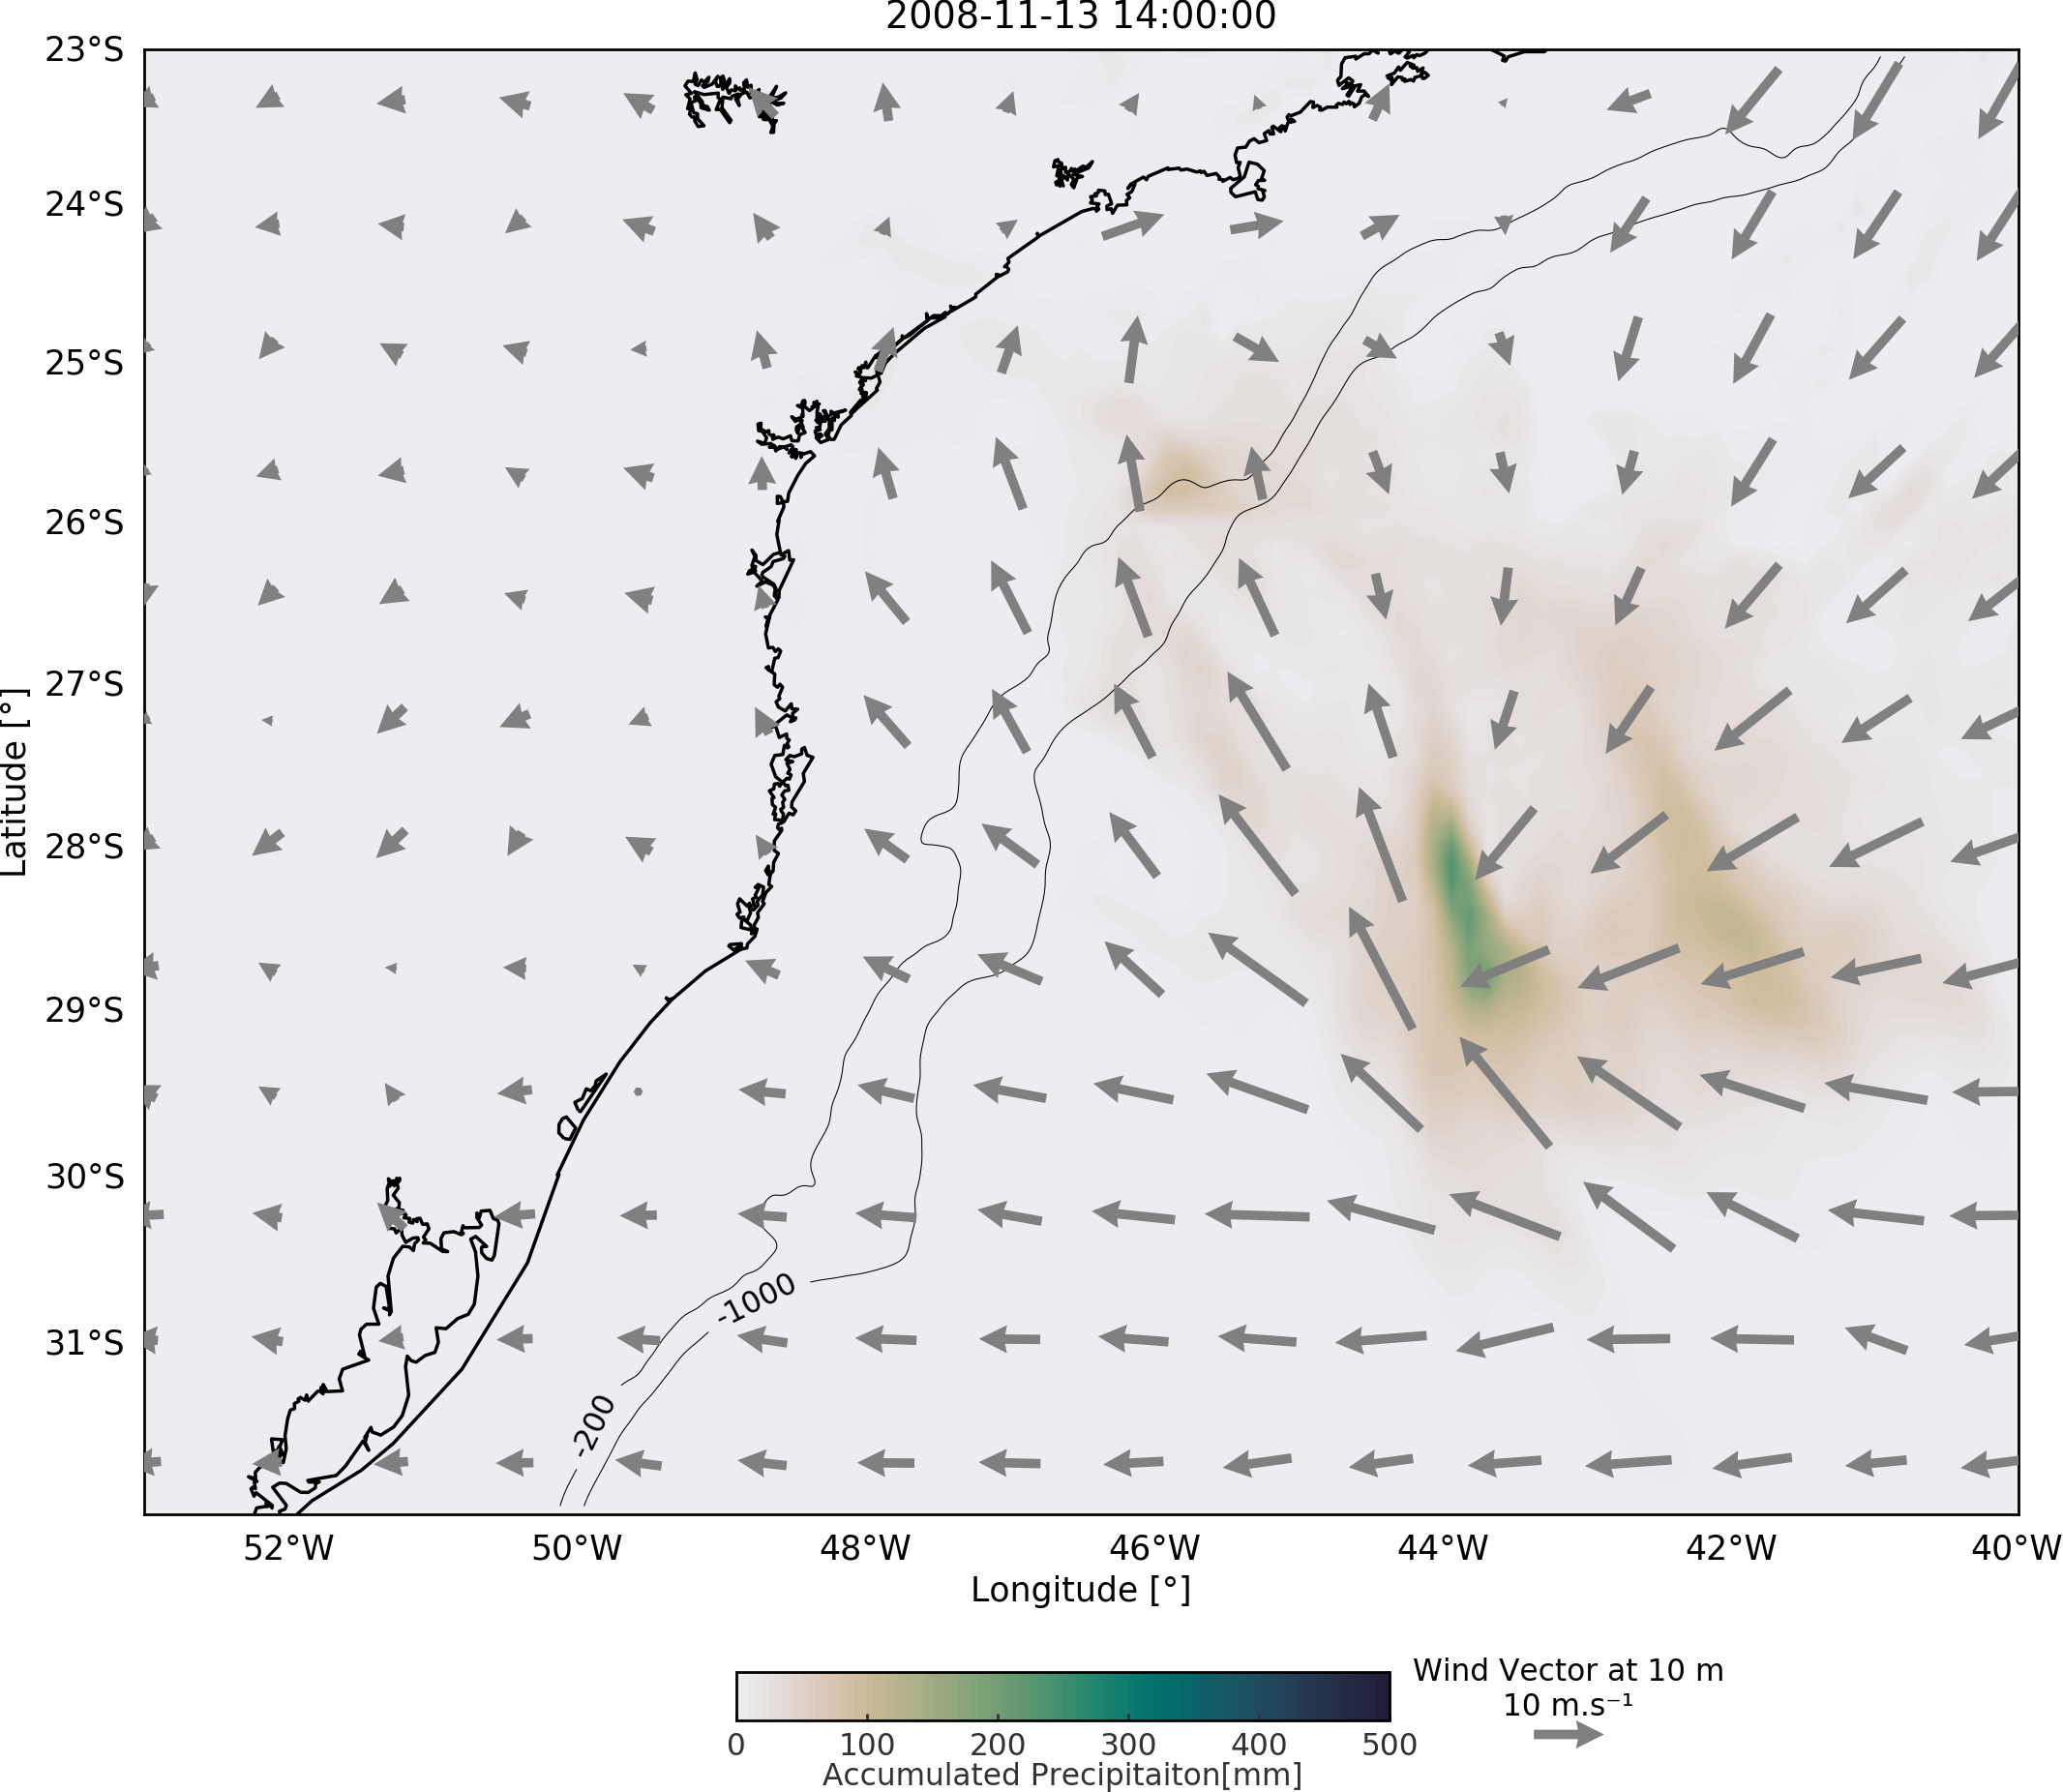 2008-11-13 14:00:00
23°S
24°S
25°S
26°S
27°S
28°S
29°S
30°S
31°S
Latitude [°]
-1000
-200
52°W
50°W
48°W
46°W
44°W
42°W
40°W
Longitude [°]
Wind Vector at 10 m
10 m.s⁻¹
0
100
200
300
400
500
Accumulated Precipitaiton[mm]